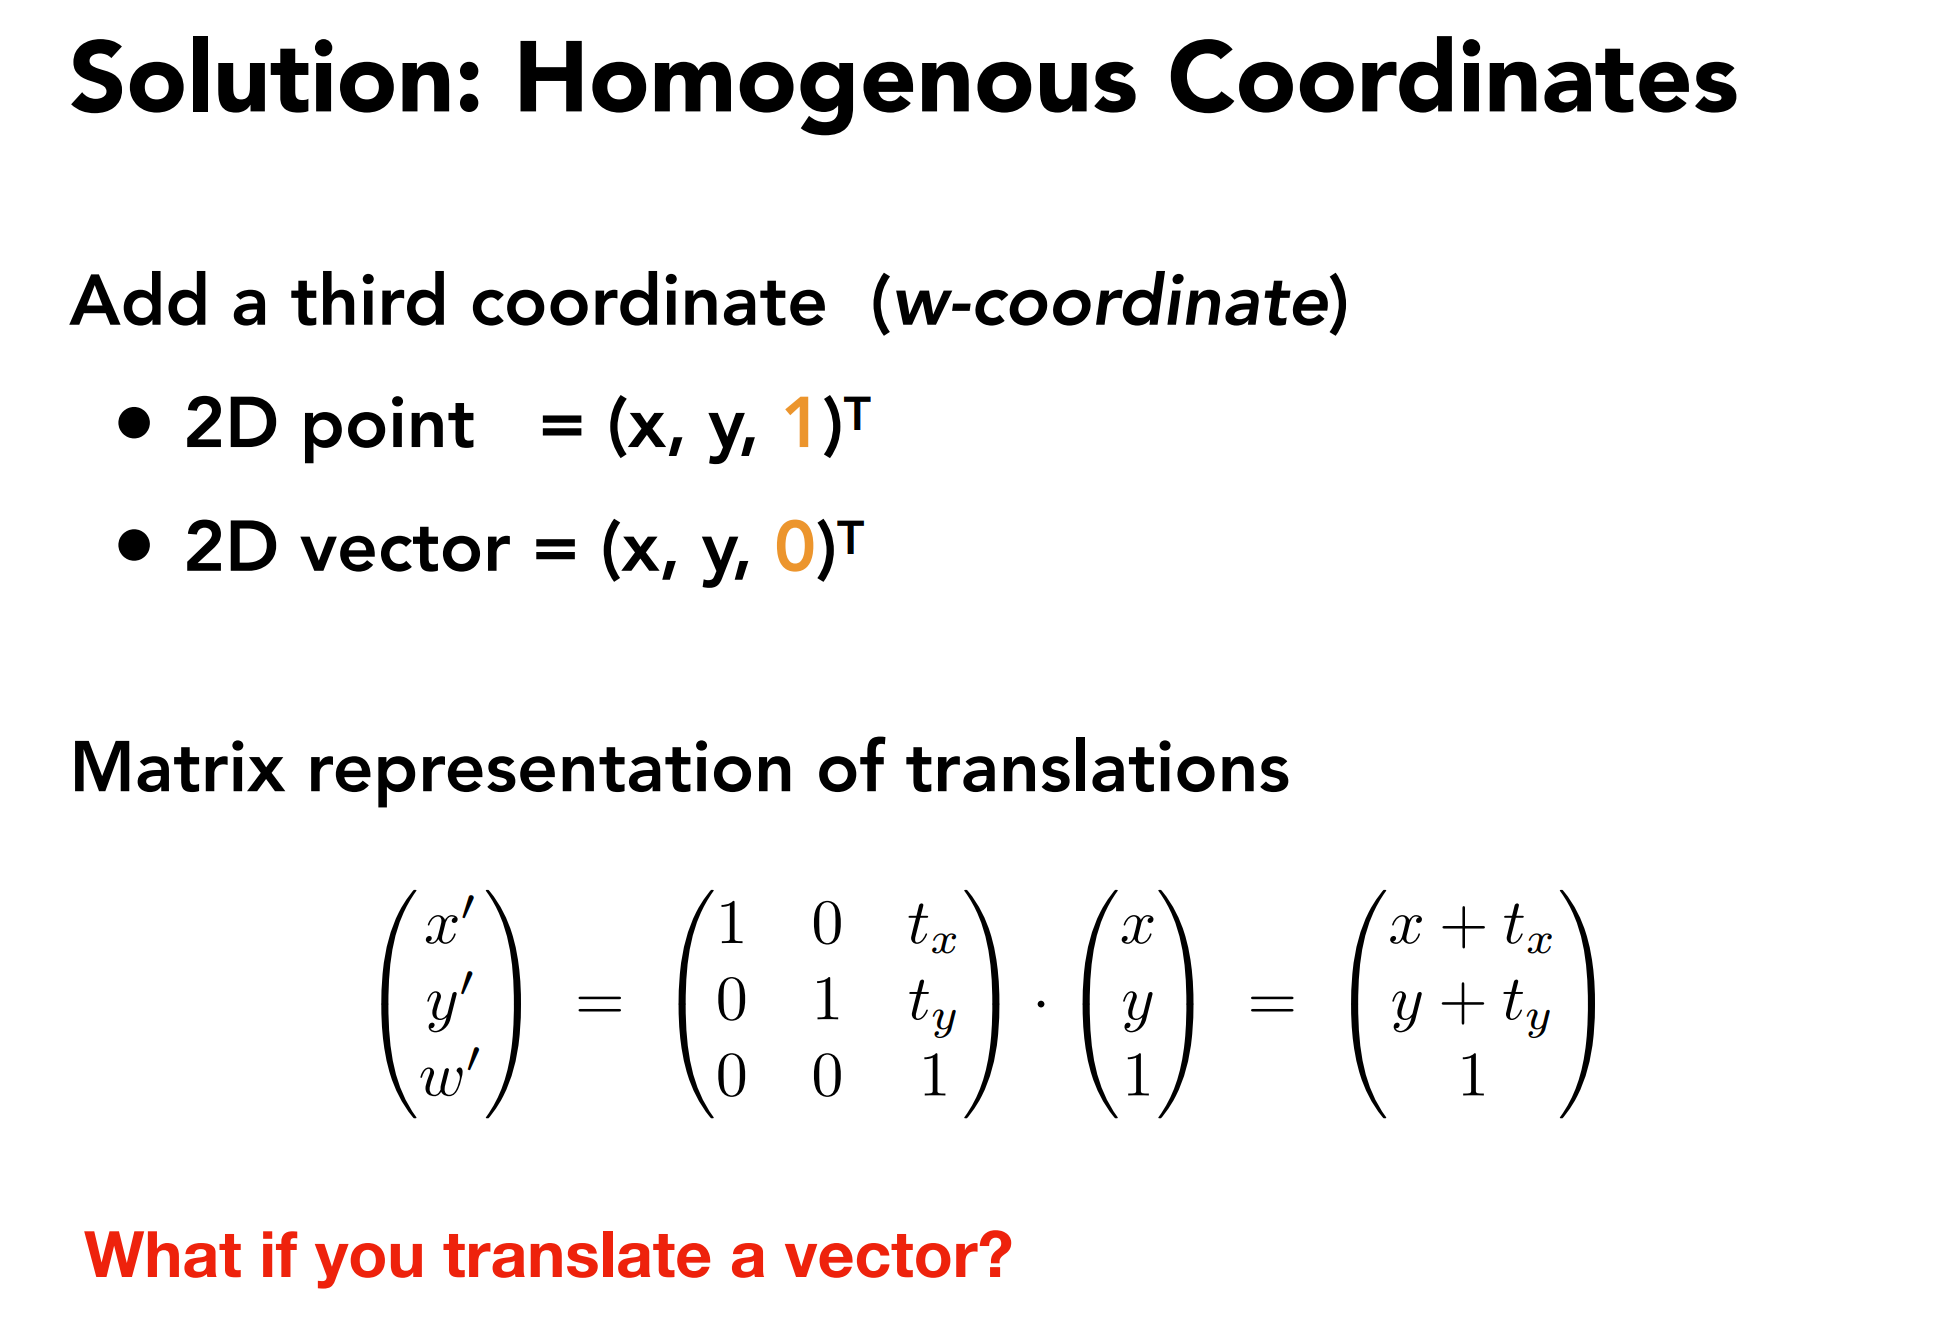 Solution: Homogenous Coordinates
Add a third coordinate (w-coordinate)
• 2D point = (x, y, 1)ᵀ
• 2D vector = (x, y, 0)ᵀ
Matrix representation of translations
$$\begin{pmatrix} x' \\ y' \\ w' \end{pmatrix} = \begin{pmatrix} 1 & 0 & t_x \\ 0 & 1 & t_y \\ 0 & 0 & 1 \end{pmatrix} \cdot \begin{pmatrix} x \\ y \\ 1 \end{pmatrix} = \begin{pmatrix} x + t_x \\ y + t_y \\ 1 \end{pmatrix}$$
What if you translate a vector?